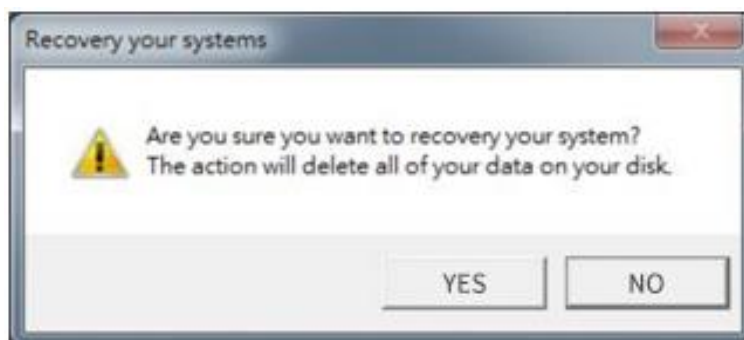 Recovery your systems
Are you sure you want to recovery your system?
The action will delete all of your data on your disk.
YES
NO